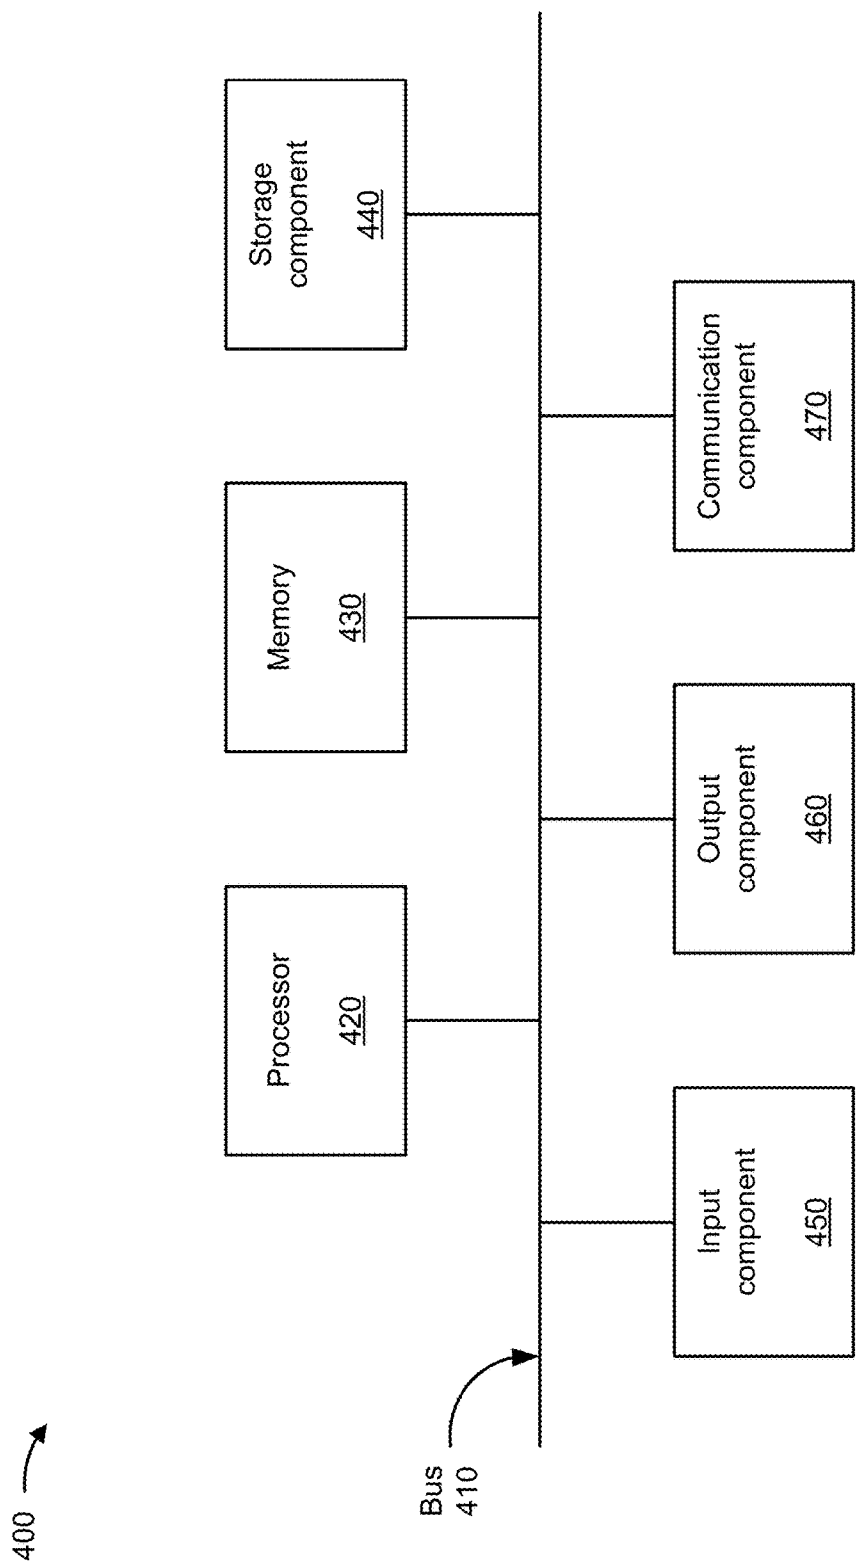 400
Processor
420
Memory
430
Storage
component
440
Bus
410
Input
component
450
Output
component
460
Communication
component
470